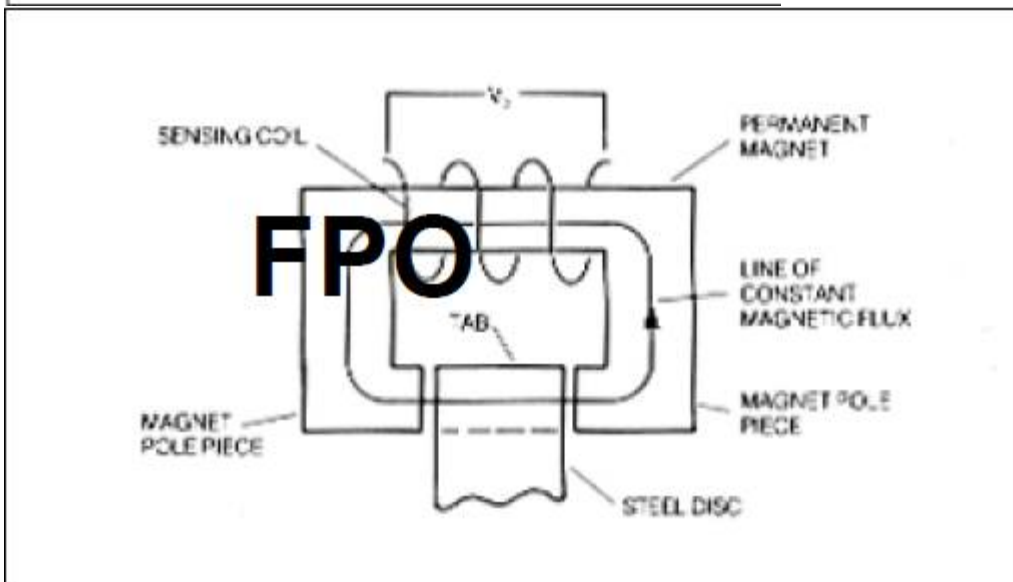 V₀
SENSING COIL
PERMANENT
MAGNET
FPO
LINE OF
CONSTANT
MAGNETIC FLUX
TAB
MAGNET POLE
PIECE
MAGNET
POLE PIECE
STEEL DISC